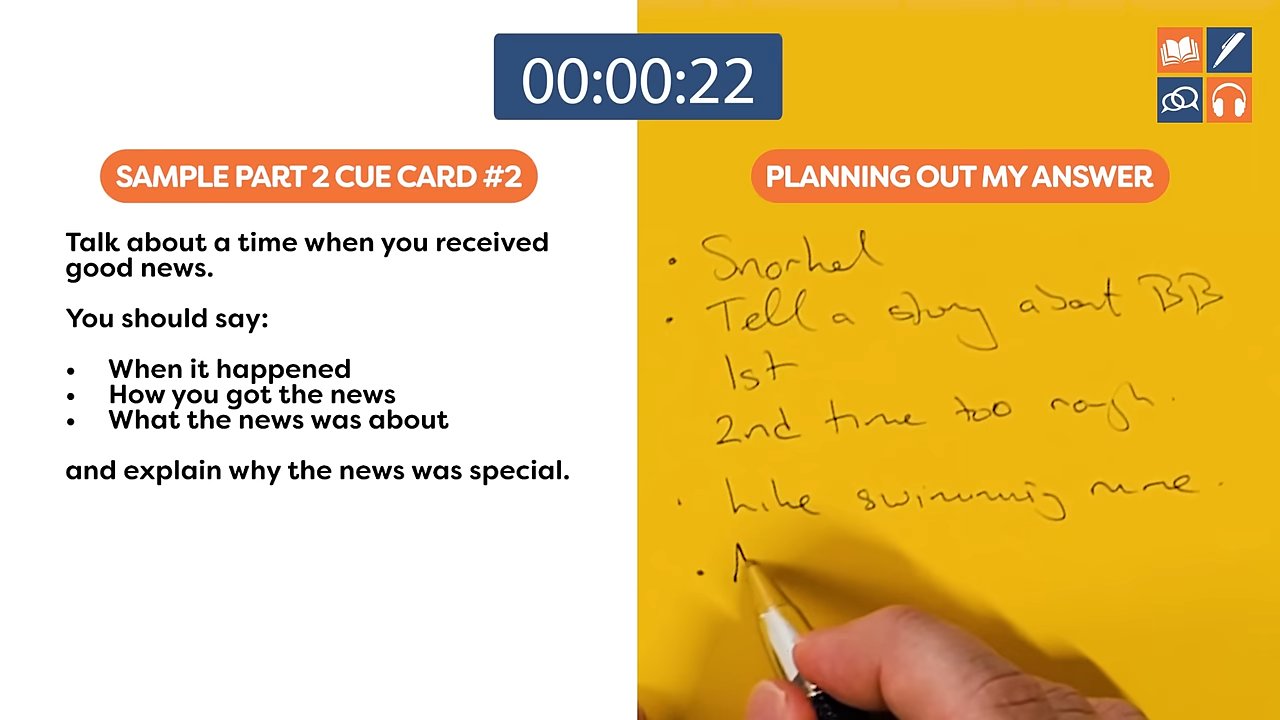 00:00:22
SAMPLE PART 2 CUE CARD #2
Talk about a time when you received
good news.
You should say:
• When it happened
• How you got the news
• What the news was about
and explain why the news was special.
PLANNING OUT MY ANSWER
• Snorkel
• Tell a story about BB
1st
2nd time too rough.
• Like swimming